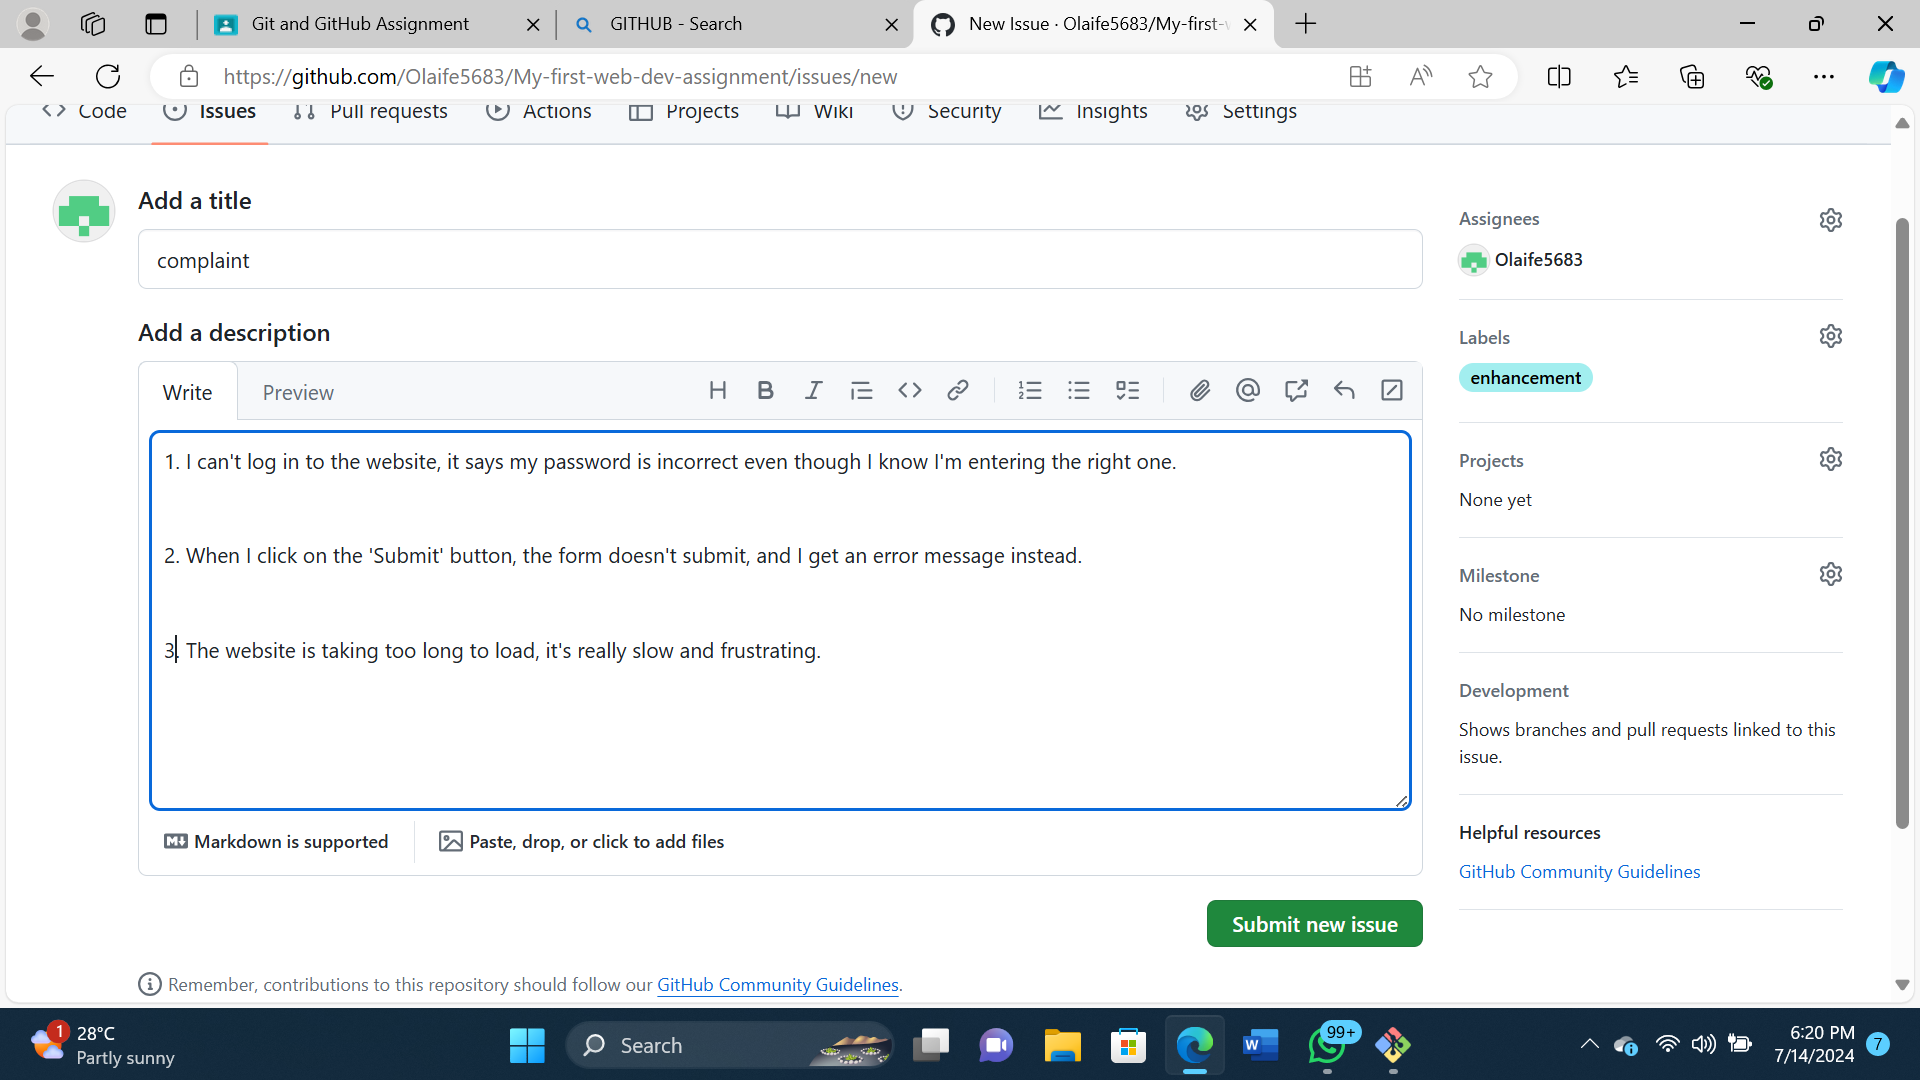 Git and GitHub Assignment
GITHUB - Search
New Issue · Olaife5683/My-first-
https://github.com/Olaife5683/My-first-web-dev-assignment/issues/new
Code
Issues
Pull requests
Actions
Projects
Wiki
Security
Insights
Settings
Add a title
complaint
Add a description
Write
Preview
1. I can't log in to the website, it says my password is incorrect even though I know I'm entering the right one.
2. When I click on the 'Submit' button, the form doesn't submit, and I get an error message instead.
3. The website is taking too long to load, it's really slow and frustrating.
Markdown is supported
Paste, drop, or click to add files
Submit new issue
Remember, contributions to this repository should follow our GitHub Community Guidelines.
Assignees
Olaife5683
Labels
enhancement
Projects
None yet
Milestone
No milestone
Development
Shows branches and pull requests linked to this
issue.
Helpful resources
GitHub Community Guidelines
1
28°C
Partly sunny
Search
99+
6:20 PM
7/14/2024
7